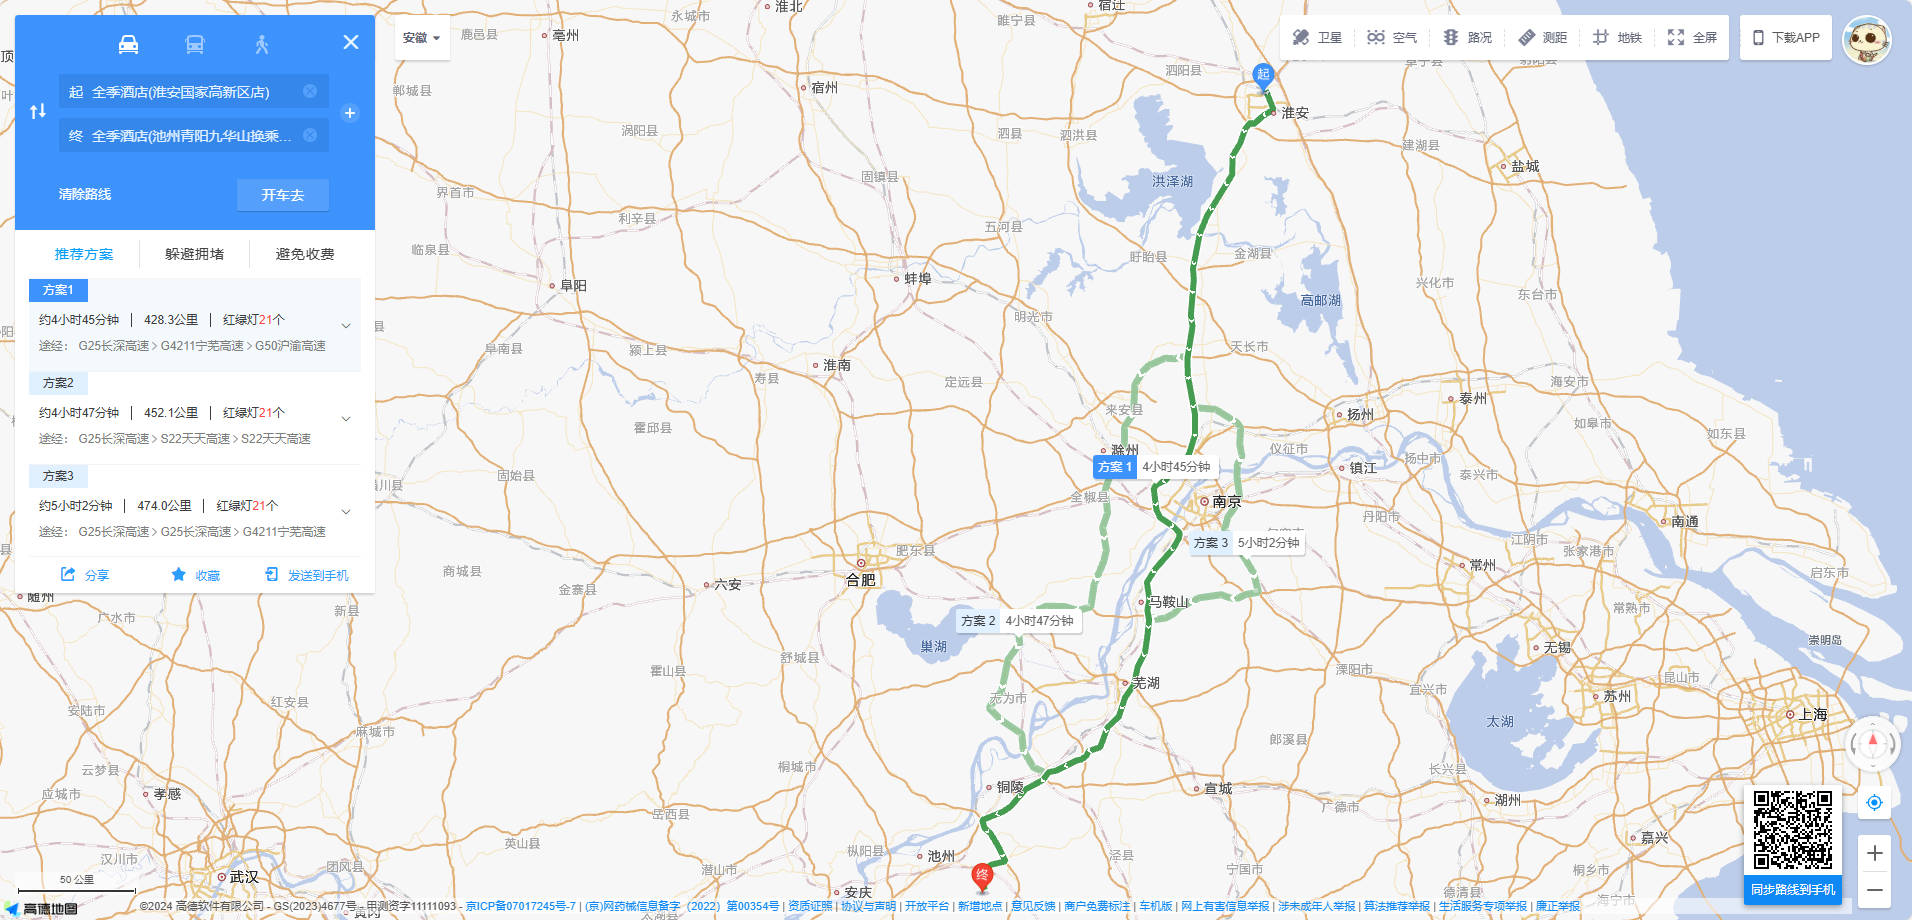 起 全季酒店(淮安国家高新区店)
终 全季酒店(池州青阳九华山换乘...
清除路线
开车去
推荐方案
躲避拥堵
避免收费
方案1
约4小时45分钟 | 428.3公里 | 红绿灯21个
途经： G25长深高速 > G4211宁芜高速 > G50沪渝高速
方案2
约4小时47分钟 | 452.1公里 | 红绿灯21个
途经： G25长深高速 > S22天天高速 > S22天天高速
方案3
约5小时2分钟 | 474.0公里 | 红绿灯21个
途经： G25长深高速 > G25长深高速 > G4211宁芜高速
分享
收藏
发送到手机
安徽
卫星
空气
路况
测距
地铁
全屏
下载APP
永城市
淮北
睢宁县
宿迁
鹿邑县
亳州
泗阳县
阜宁县
起
郸城县
宿州
淮安
涡阳县
泗县
泗洪县
建湖县
盐城
界首市
固镇县
洪泽湖
利辛县
五河县
临泉县
盱眙县
金湖县
阜阳
蚌埠
兴化市
东台市
高邮湖
明光市
阜南县
颍上县
天长市
淮南
寿县
定远县
海安市
来安县
泰州
扬州
如皋市
霍邱县
滁州
仪征市
如东县
方案 1 4小时45分钟
镇江
扬中市
泰兴市
固始县
潢川县
全椒县
南京
丹阳市
南通
方案 3 5小时2分钟
江阴市
张家港市
肥东县
合肥
商城县
金寨县
六安
常州
启东市
随州
广水市
新县
马鞍山
常熟市
方案 2 4小时47分钟
巢湖
崇明岛
无锡
舒城县
霍山县
溧阳市
昆山市
芜湖
宜兴市
苏州
无为市
安陆市
红安县
太湖
上海
麻城市
郎溪县
云梦县
桐城市
长兴县
应城市
孝感
铜陵
宣城
湖州
岳西县
广德市
英山县
嘉兴
汉川市
团风县
枞阳县
池州
泾县
武汉
潜山市
终
宁国市
桐乡市
安庆
德清县
海宁市
50 公里
高德地图
同步路线到手机
©2024 高德软件有限公司 - GS(2023)4677号 - 甲测资字11111093 - 京ICP备07017245号-7 | (京)网药械信息备字（2022）第00354号 | 资质证照 | 协议与声明 | 开放平台 | 新增地点 | 意见反馈 | 商户免费标注 | 车机版 | 网上有害信息举报 | 涉未成年人举报 | 算法推荐举报 | 生活服务专项举报 | 廉正举报